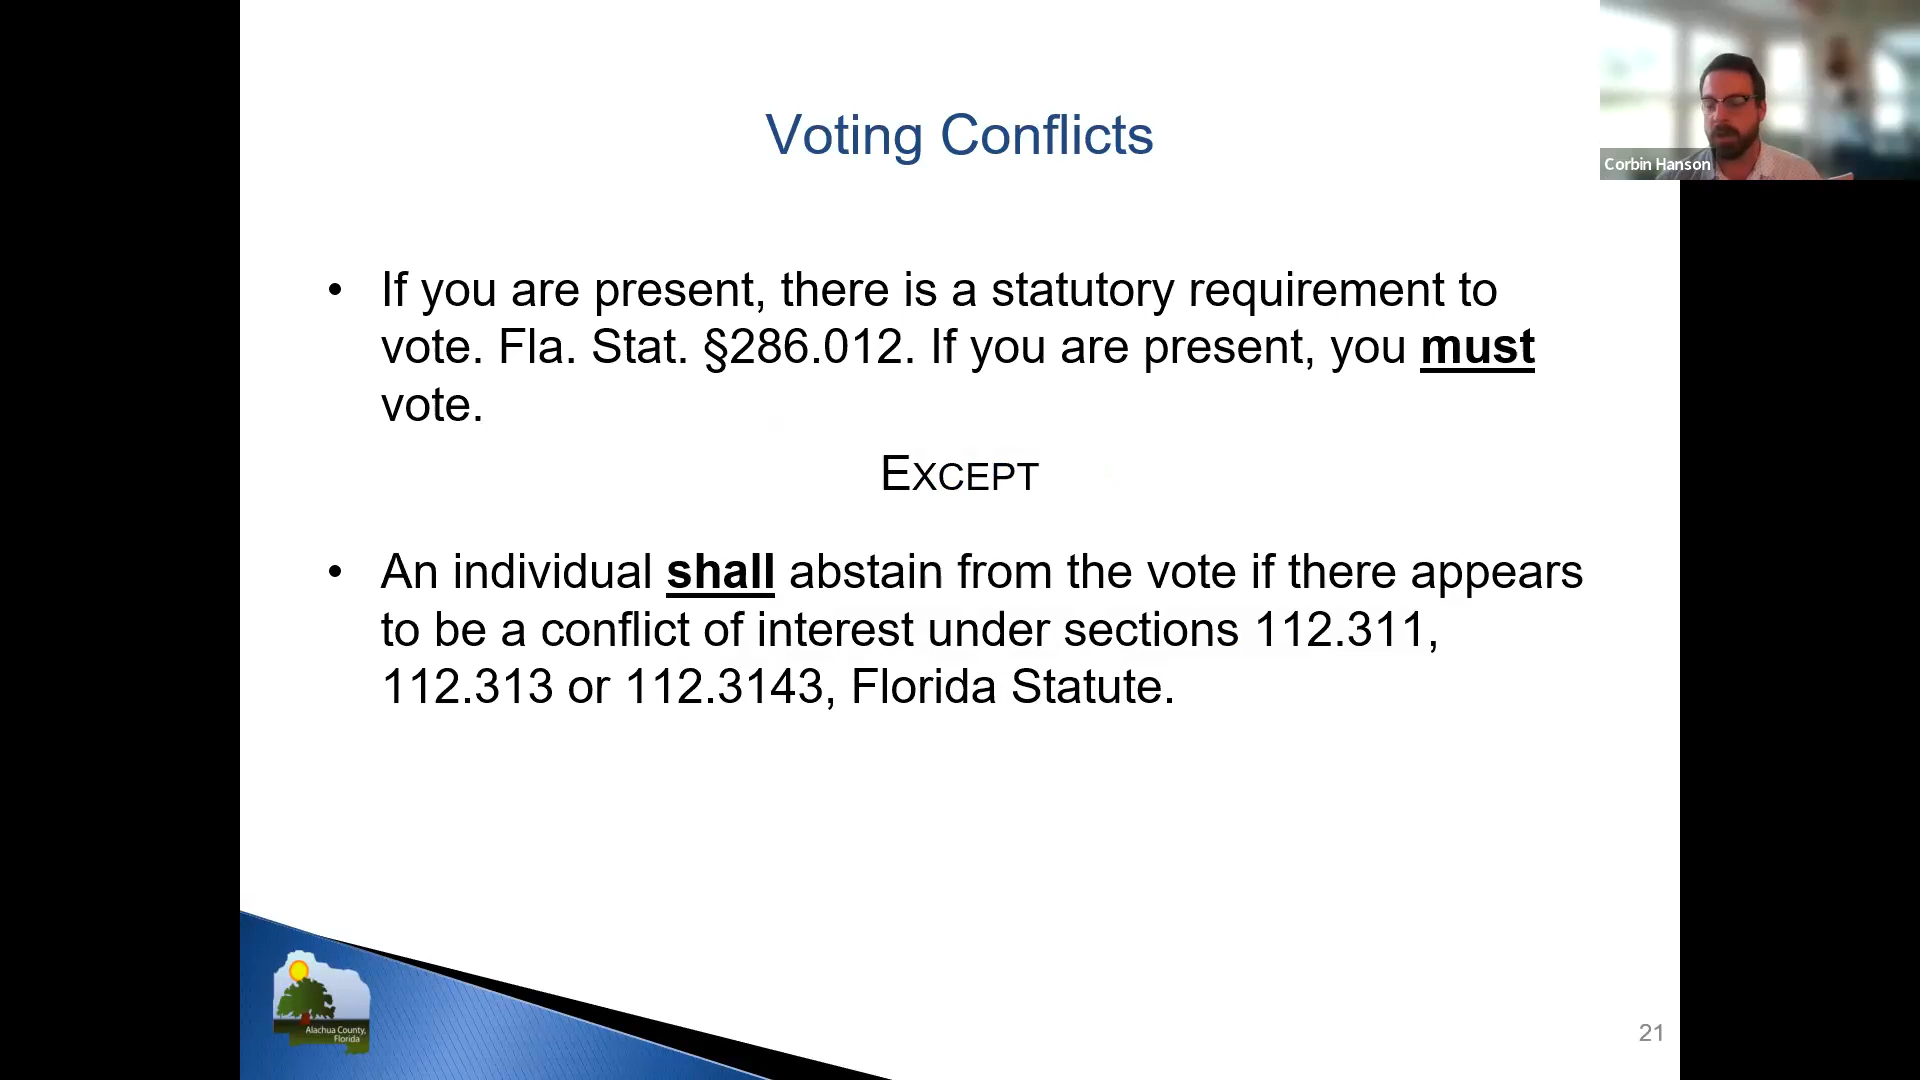 Voting Conflicts
Corbin Hanson
• If you are present, there is a statutory requirement to
vote. Fla. Stat. §286.012. If you are present, you must
vote.
EXCEPT
• An individual shall abstain from the vote if there appears
to be a conflict of interest under sections 112.311,
112.313 or 112.3143, Florida Statute.
Alachua County,
Florida
21